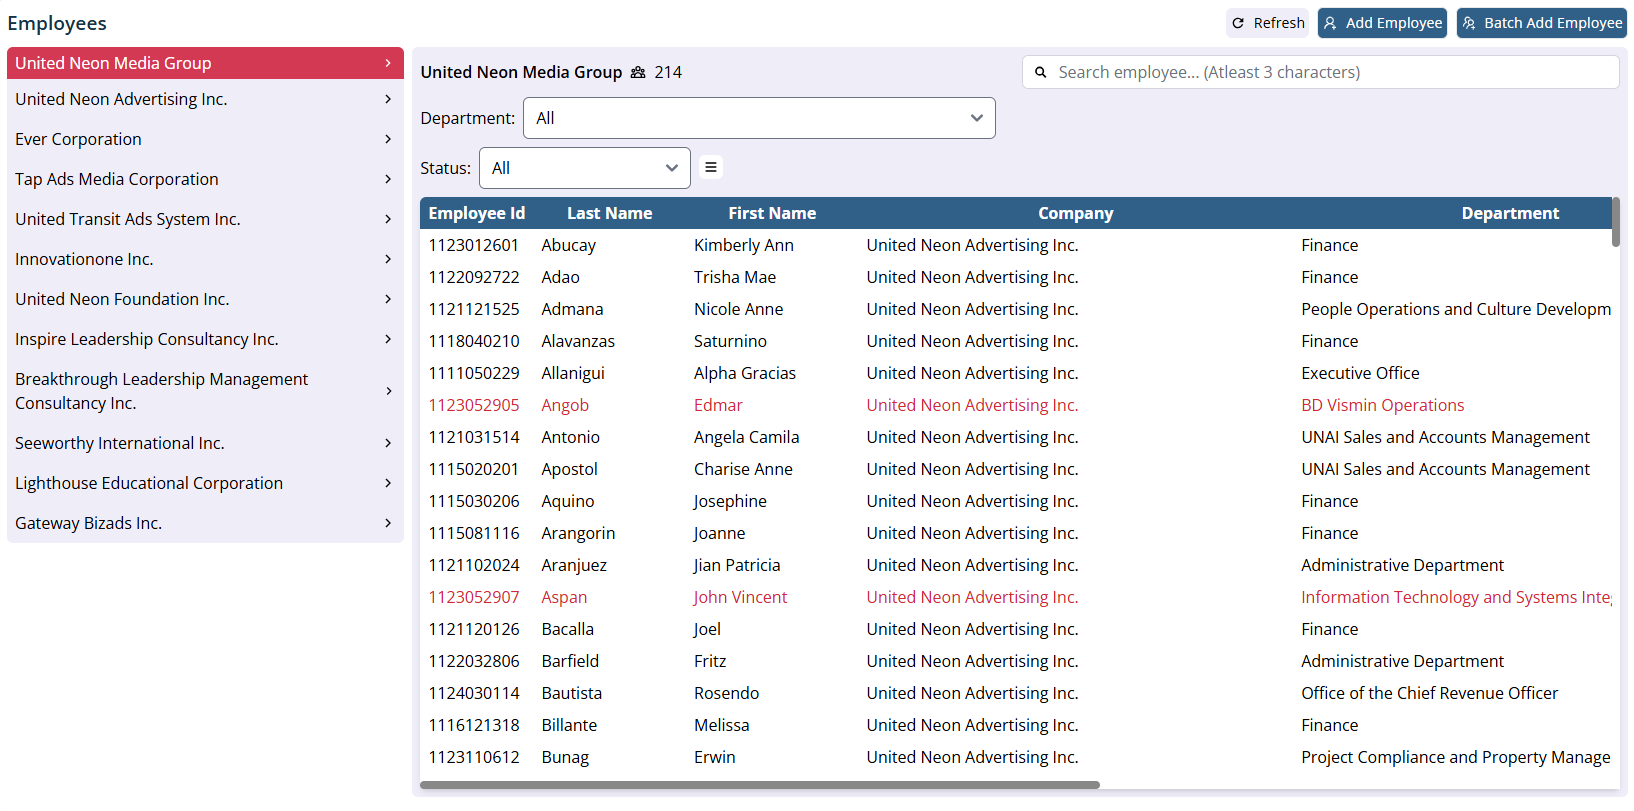 Employees
Refresh
Add Employee
Batch Add Employee
United Neon Media Group
United Neon Advertising Inc.
Ever Corporation
Tap Ads Media Corporation
United Transit Ads System Inc.
Innovationone Inc.
United Neon Foundation Inc.
Inspire Leadership Consultancy Inc.
Breakthrough Leadership Management
Consultancy Inc.
Seeworthy International Inc.
Lighthouse Educational Corporation
Gateway Bizads Inc.
United Neon Media Group 214
Search employee... (Atleast 3 characters)
Department: All
Status: All
Employee Id Last Name First Name Company Department
1123012601 Abucay Kimberly Ann United Neon Advertising Inc. Finance
1122092722 Adao Trisha Mae United Neon Advertising Inc. Finance
1121121525 Admana Nicole Anne United Neon Advertising Inc. People Operations and Culture Developm
1118040210 Alavanzas Saturnino United Neon Advertising Inc. Finance
1111050229 Allanigui Alpha Gracias United Neon Advertising Inc. Executive Office
1123052905 Angob Edmar United Neon Advertising Inc. BD Vismin Operations
1121031514 Antonio Angela Camila United Neon Advertising Inc. UNAI Sales and Accounts Management
1115020201 Apostol Charise Anne United Neon Advertising Inc. UNAI Sales and Accounts Management
1115030206 Aquino Josephine United Neon Advertising Inc. Finance
1115081116 Arangorin Joanne United Neon Advertising Inc. Finance
1121102024 Aranjuez Jian Patricia United Neon Advertising Inc. Administrative Department
1123052907 Aspan John Vincent United Neon Advertising Inc. Information Technology and Systems Integ
1121120126 Bacalla Joel United Neon Advertising Inc. Finance
1122032806 Barfield Fritz United Neon Advertising Inc. Administrative Department
1124030114 Bautista Rosendo United Neon Advertising Inc. Office of the Chief Revenue Officer
1116121318 Billante Melissa United Neon Advertising Inc. Finance
1123110612 Bunag Erwin United Neon Advertising Inc. Project Compliance and Property Manage